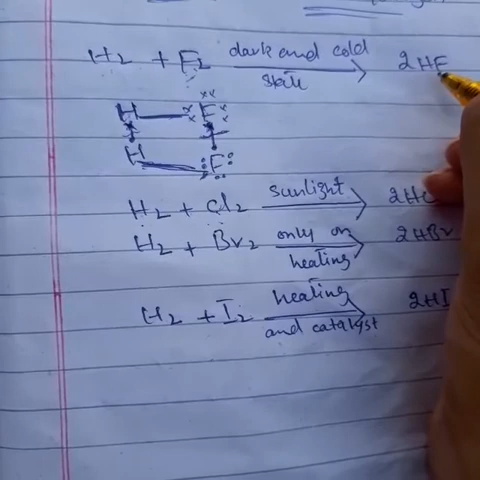 H2 + F2 dark and cold state → 2HF
H — F
H — F
H2 + Cl2 sunlight → 2HC
H2 + Br2 only on heating → 2HBr
H2 + I2 heating and catalyst → 2HI